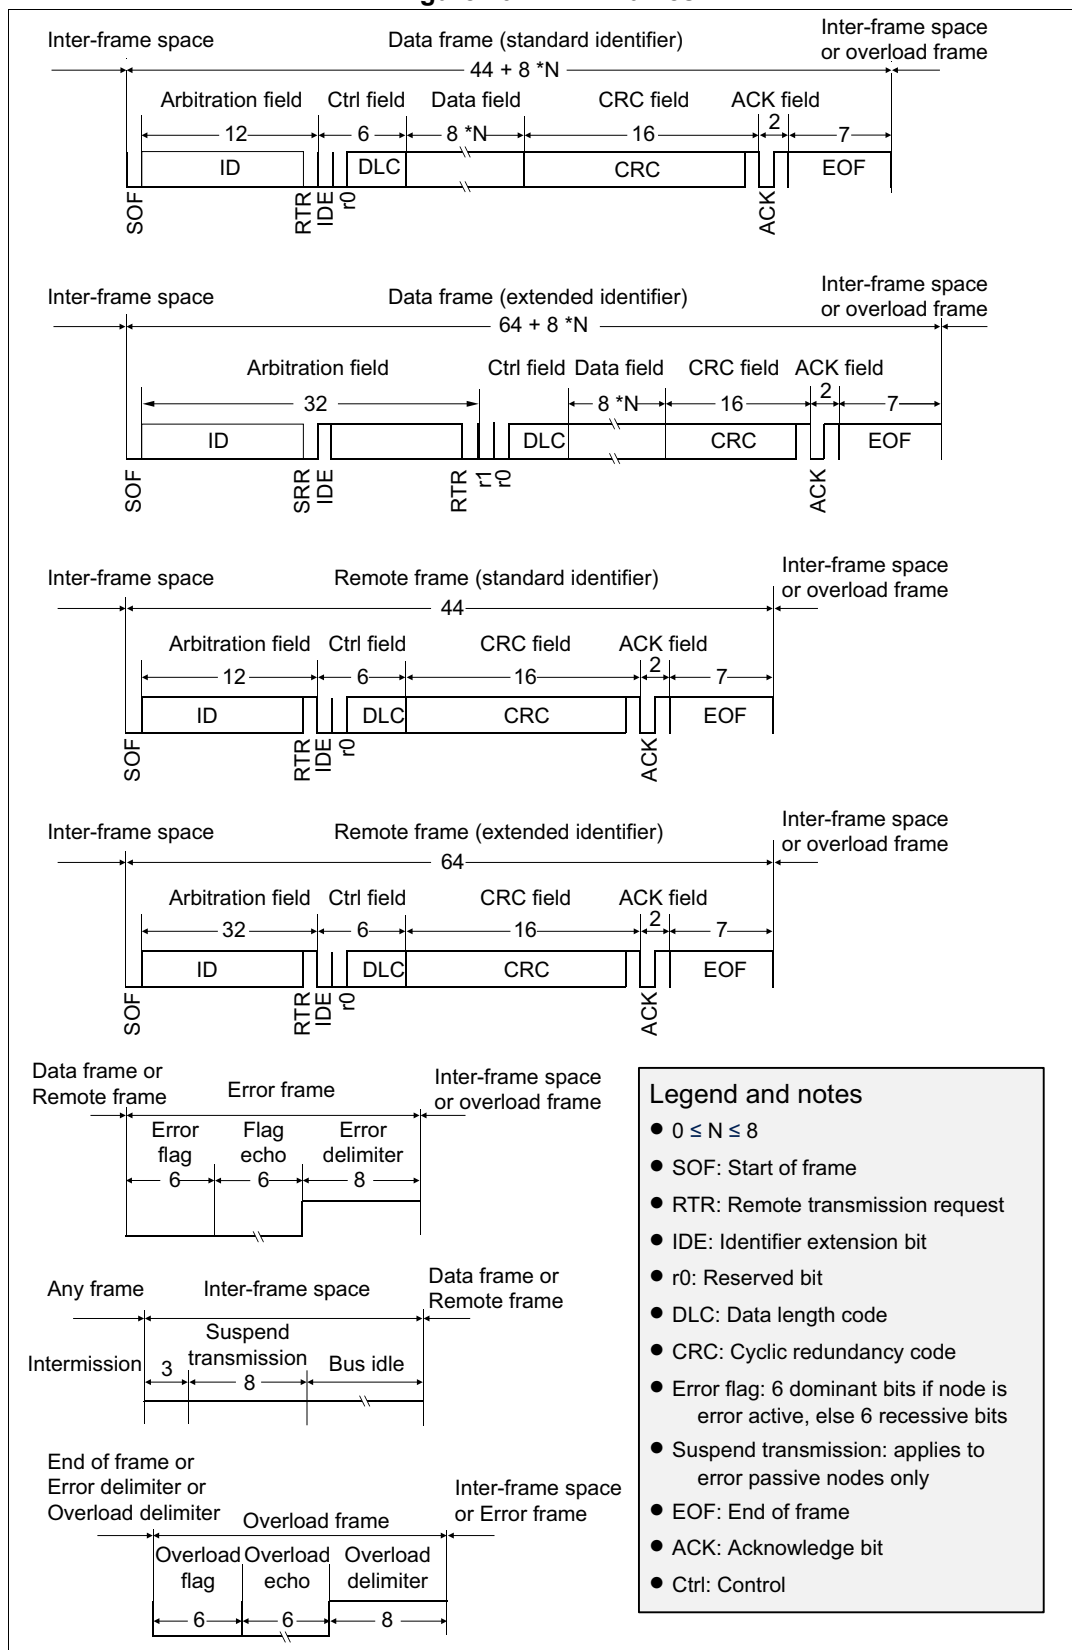 Inter-frame space
Data frame (standard identifier)
Inter-frame space
or overload frame
44 + 8 *N
Arbitration field
Ctrl field
Data field
CRC field
ACK field
12
6
8 *N
16
2
7
ID
DLC
CRC
EOF
SOF
RTR
IDE
r0
ACK
Inter-frame space
Data frame (extended identifier)
Inter-frame space
or overload frame
64 + 8 *N
Arbitration field
Ctrl field
Data field
CRC field
ACK field
32
8 *N
16
2
7
ID
DLC
CRC
EOF
SOF
SRR
IDE
RTR
r1
r0
ACK
Inter-frame space
Remote frame (standard identifier)
Inter-frame space
or overload frame
44
Arbitration field
Ctrl field
CRC field
ACK field
12
6
16
2
7
ID
DLC
CRC
EOF
SOF
RTR
IDE
r0
ACK
Inter-frame space
Remote frame (extended identifier)
Inter-frame space
or overload frame
64
Arbitration field
Ctrl field
CRC field
ACK field
32
6
16
2
7
ID
DLC
CRC
EOF
SOF
RTR
IDE
r0
ACK
Data frame or
Remote frame
Error frame
Inter-frame space
or overload frame
Error
flag
Flag
echo
Error
delimiter
6
6
8
Any frame
Inter-frame space
Data frame or
Remote frame
Intermission
3
Suspend
transmission
8
Bus idle
End of frame or
Error delimiter or
Overload delimiter
Overload frame
Inter-frame space
or Error frame
Overload
flag
Overload
echo
Overload
delimiter
6
6
8
Legend and notes
● 0 ≤ N ≤ 8
● SOF: Start of frame
● RTR: Remote transmission request
● IDE: Identifier extension bit
● r0: Reserved bit
● DLC: Data length code
● CRC: Cyclic redundancy code
● Error flag: 6 dominant bits if node is
error active, else 6 recessive bits
● Suspend transmission: applies to
error passive nodes only
● EOF: End of frame
● ACK: Acknowledge bit
● Ctrl: Control